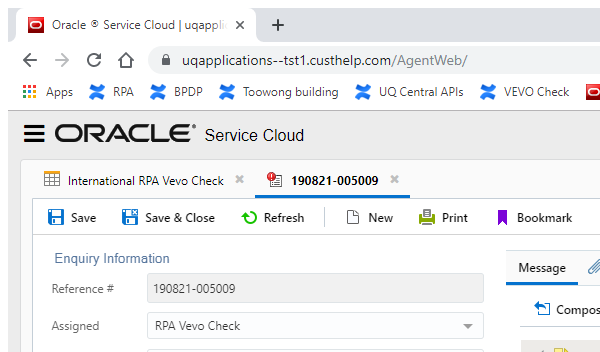 Oracle ® Service Cloud | uqapplic
uqapplications--tst1.custhelp.com/AgentWeb/
Apps RPA BPDP Toowong building UQ Central APIs VEVO Check
ORACLE® Service Cloud
International RPA Vevo Check 190821-005009
Save Save & Close Refresh New Print Bookmark
Enquiry Information
Message
Reference # 190821-005009
Compos
Assigned RPA Vevo Check